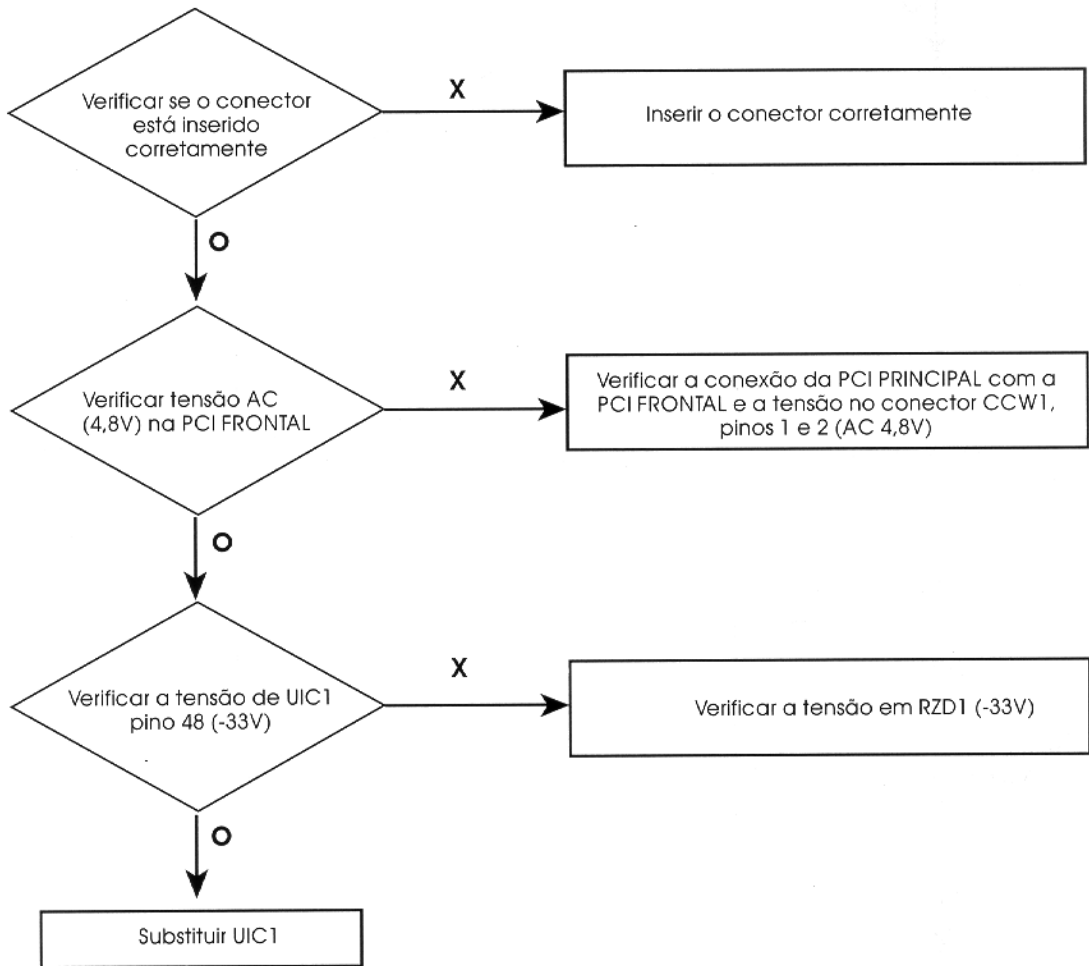 Verificar se o conector
está inserido
corretamente
X
Inserir o conector corretamente
O
Verificar tensão AC
(4,8V) na PCI FRONTAL
X
Verificar a conexão da PCI PRINCIPAL com a
PCI FRONTAL e a tensão no conector CCW1,
pinos 1 e 2 (AC 4,8V)
O
Verificar a tensão de UIC1
pino 48 (-33V)
X
Verificar a tensão em RZD1 (-33V)
O
Substituir UIC1